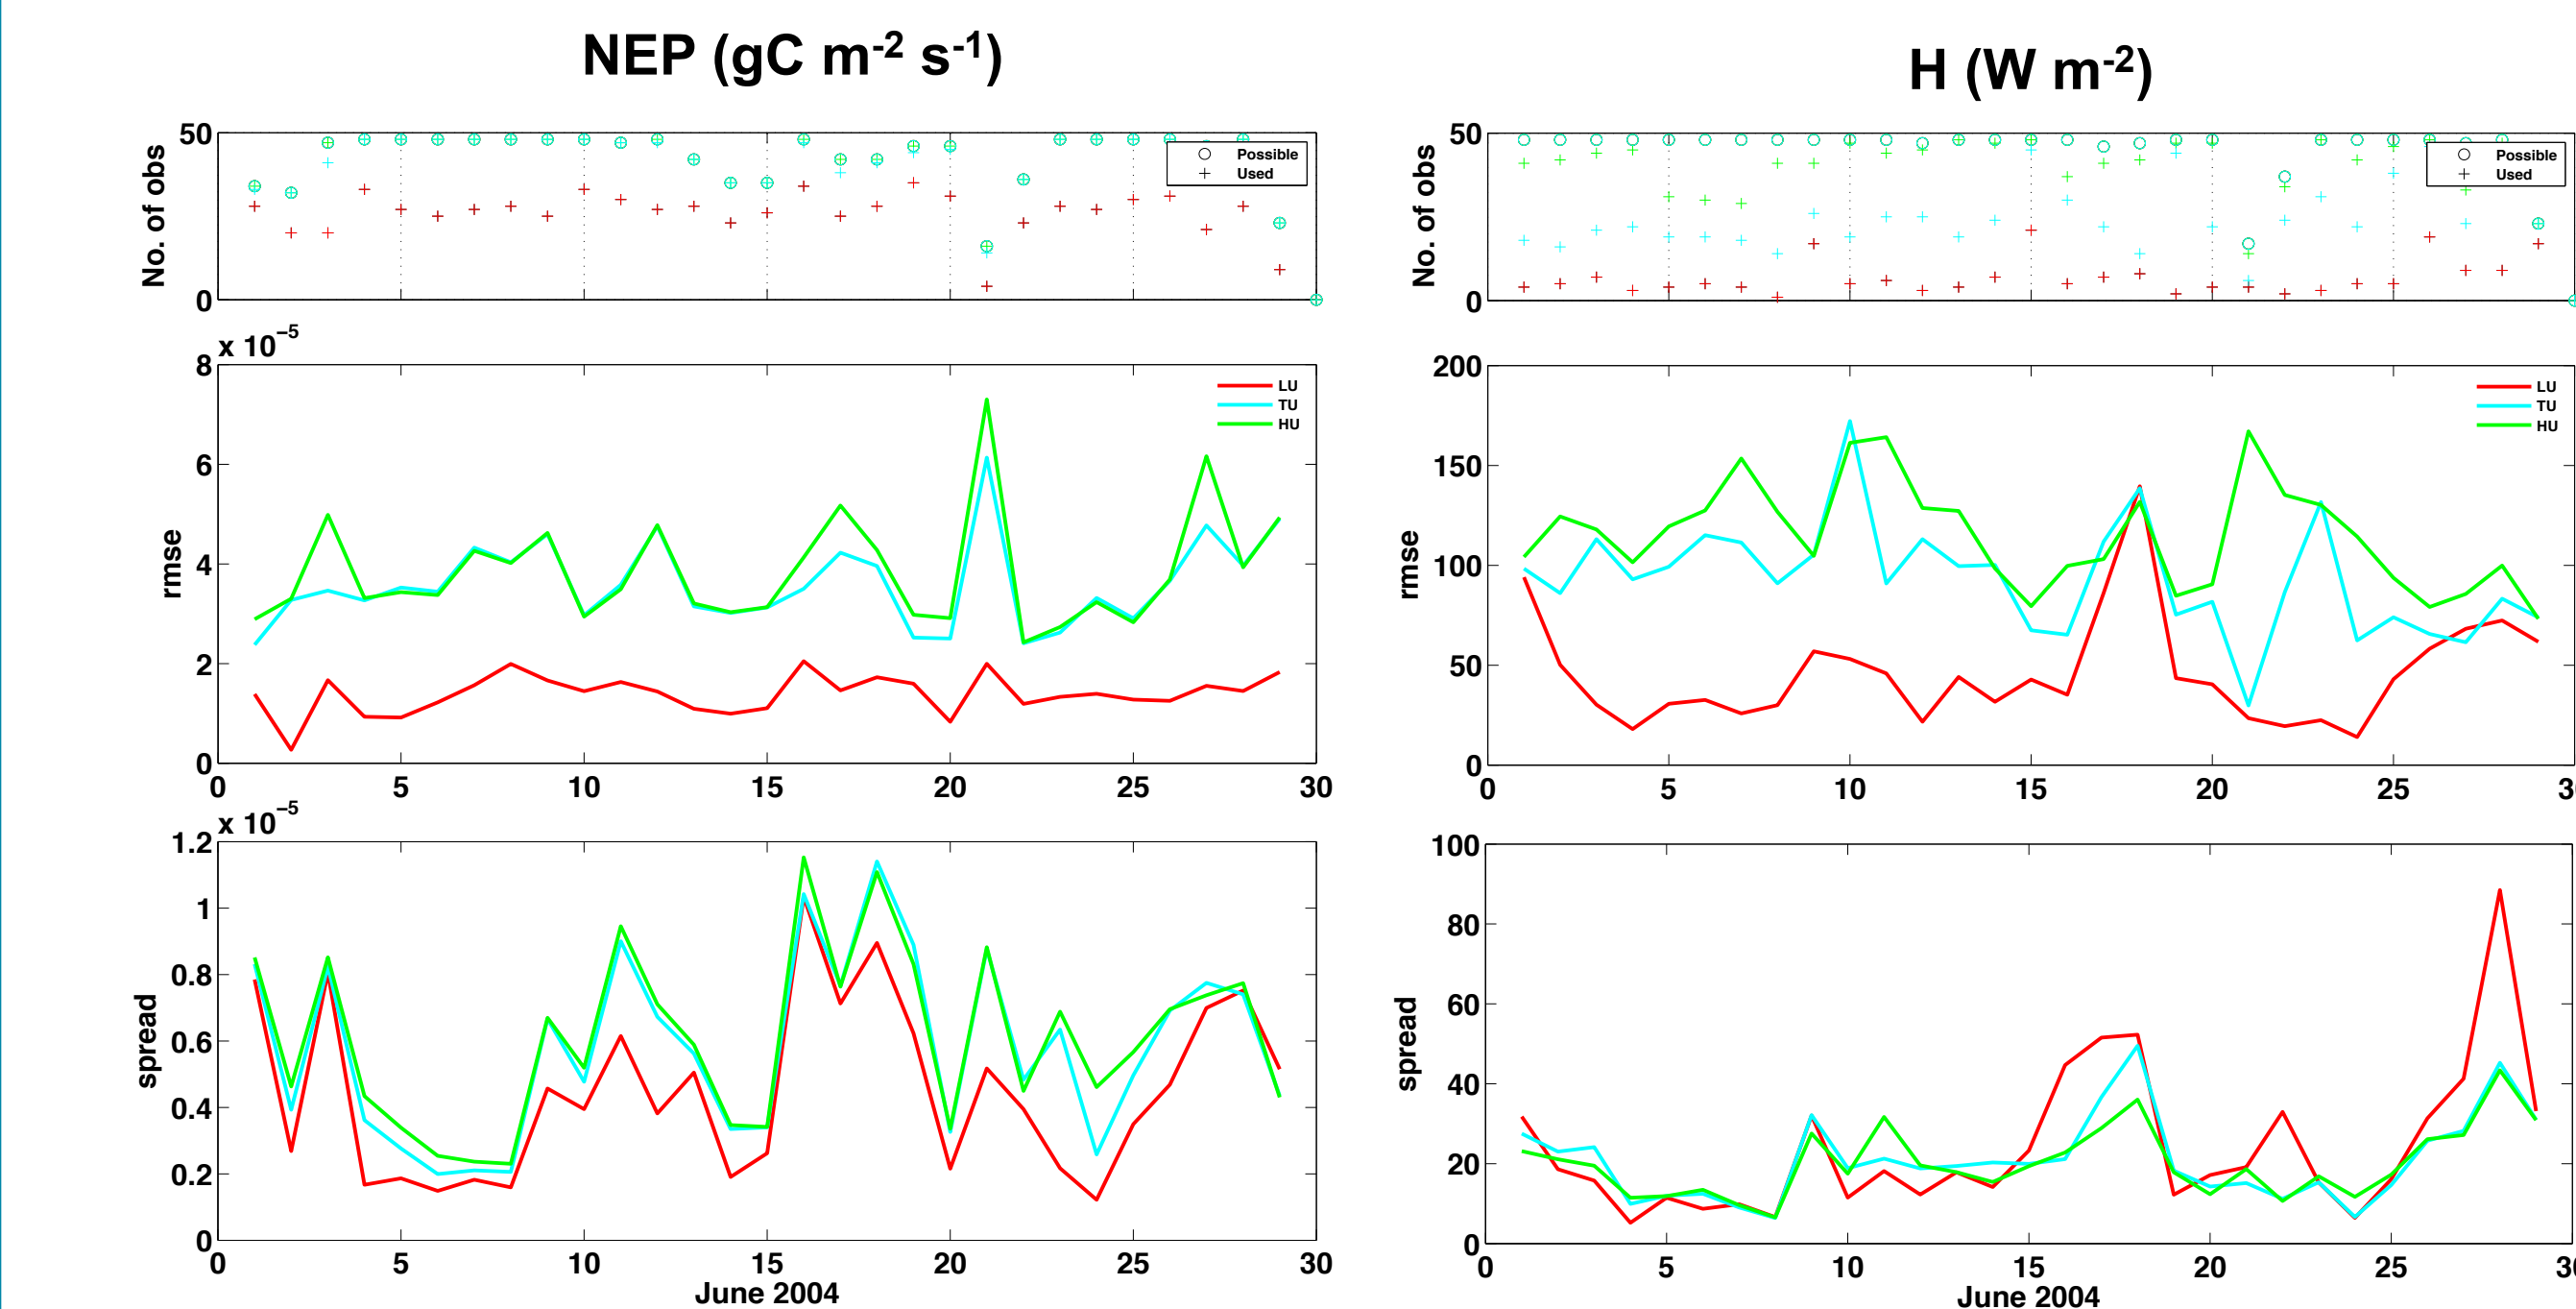 NEP (gC m-2 s-1)
50
0
No. of obs
Possible
Used
x 10−5
8
6
4
2
0
rmse
LU
TU
HU
0 5 10 15 20 25 30
x 10−5
1.2
1
0.8
0.6
0.4
0.2
0
spread
0 5 10 15 20 25 30
June 2004
H (W m-2)
50
0
No. of obs
Possible
Used
200
150
100
50
0
rmse
LU
TU
HU
0 5 10 15 20 25
100
80
60
40
20
0
spread
0 5 10 15 20 25
June 2004